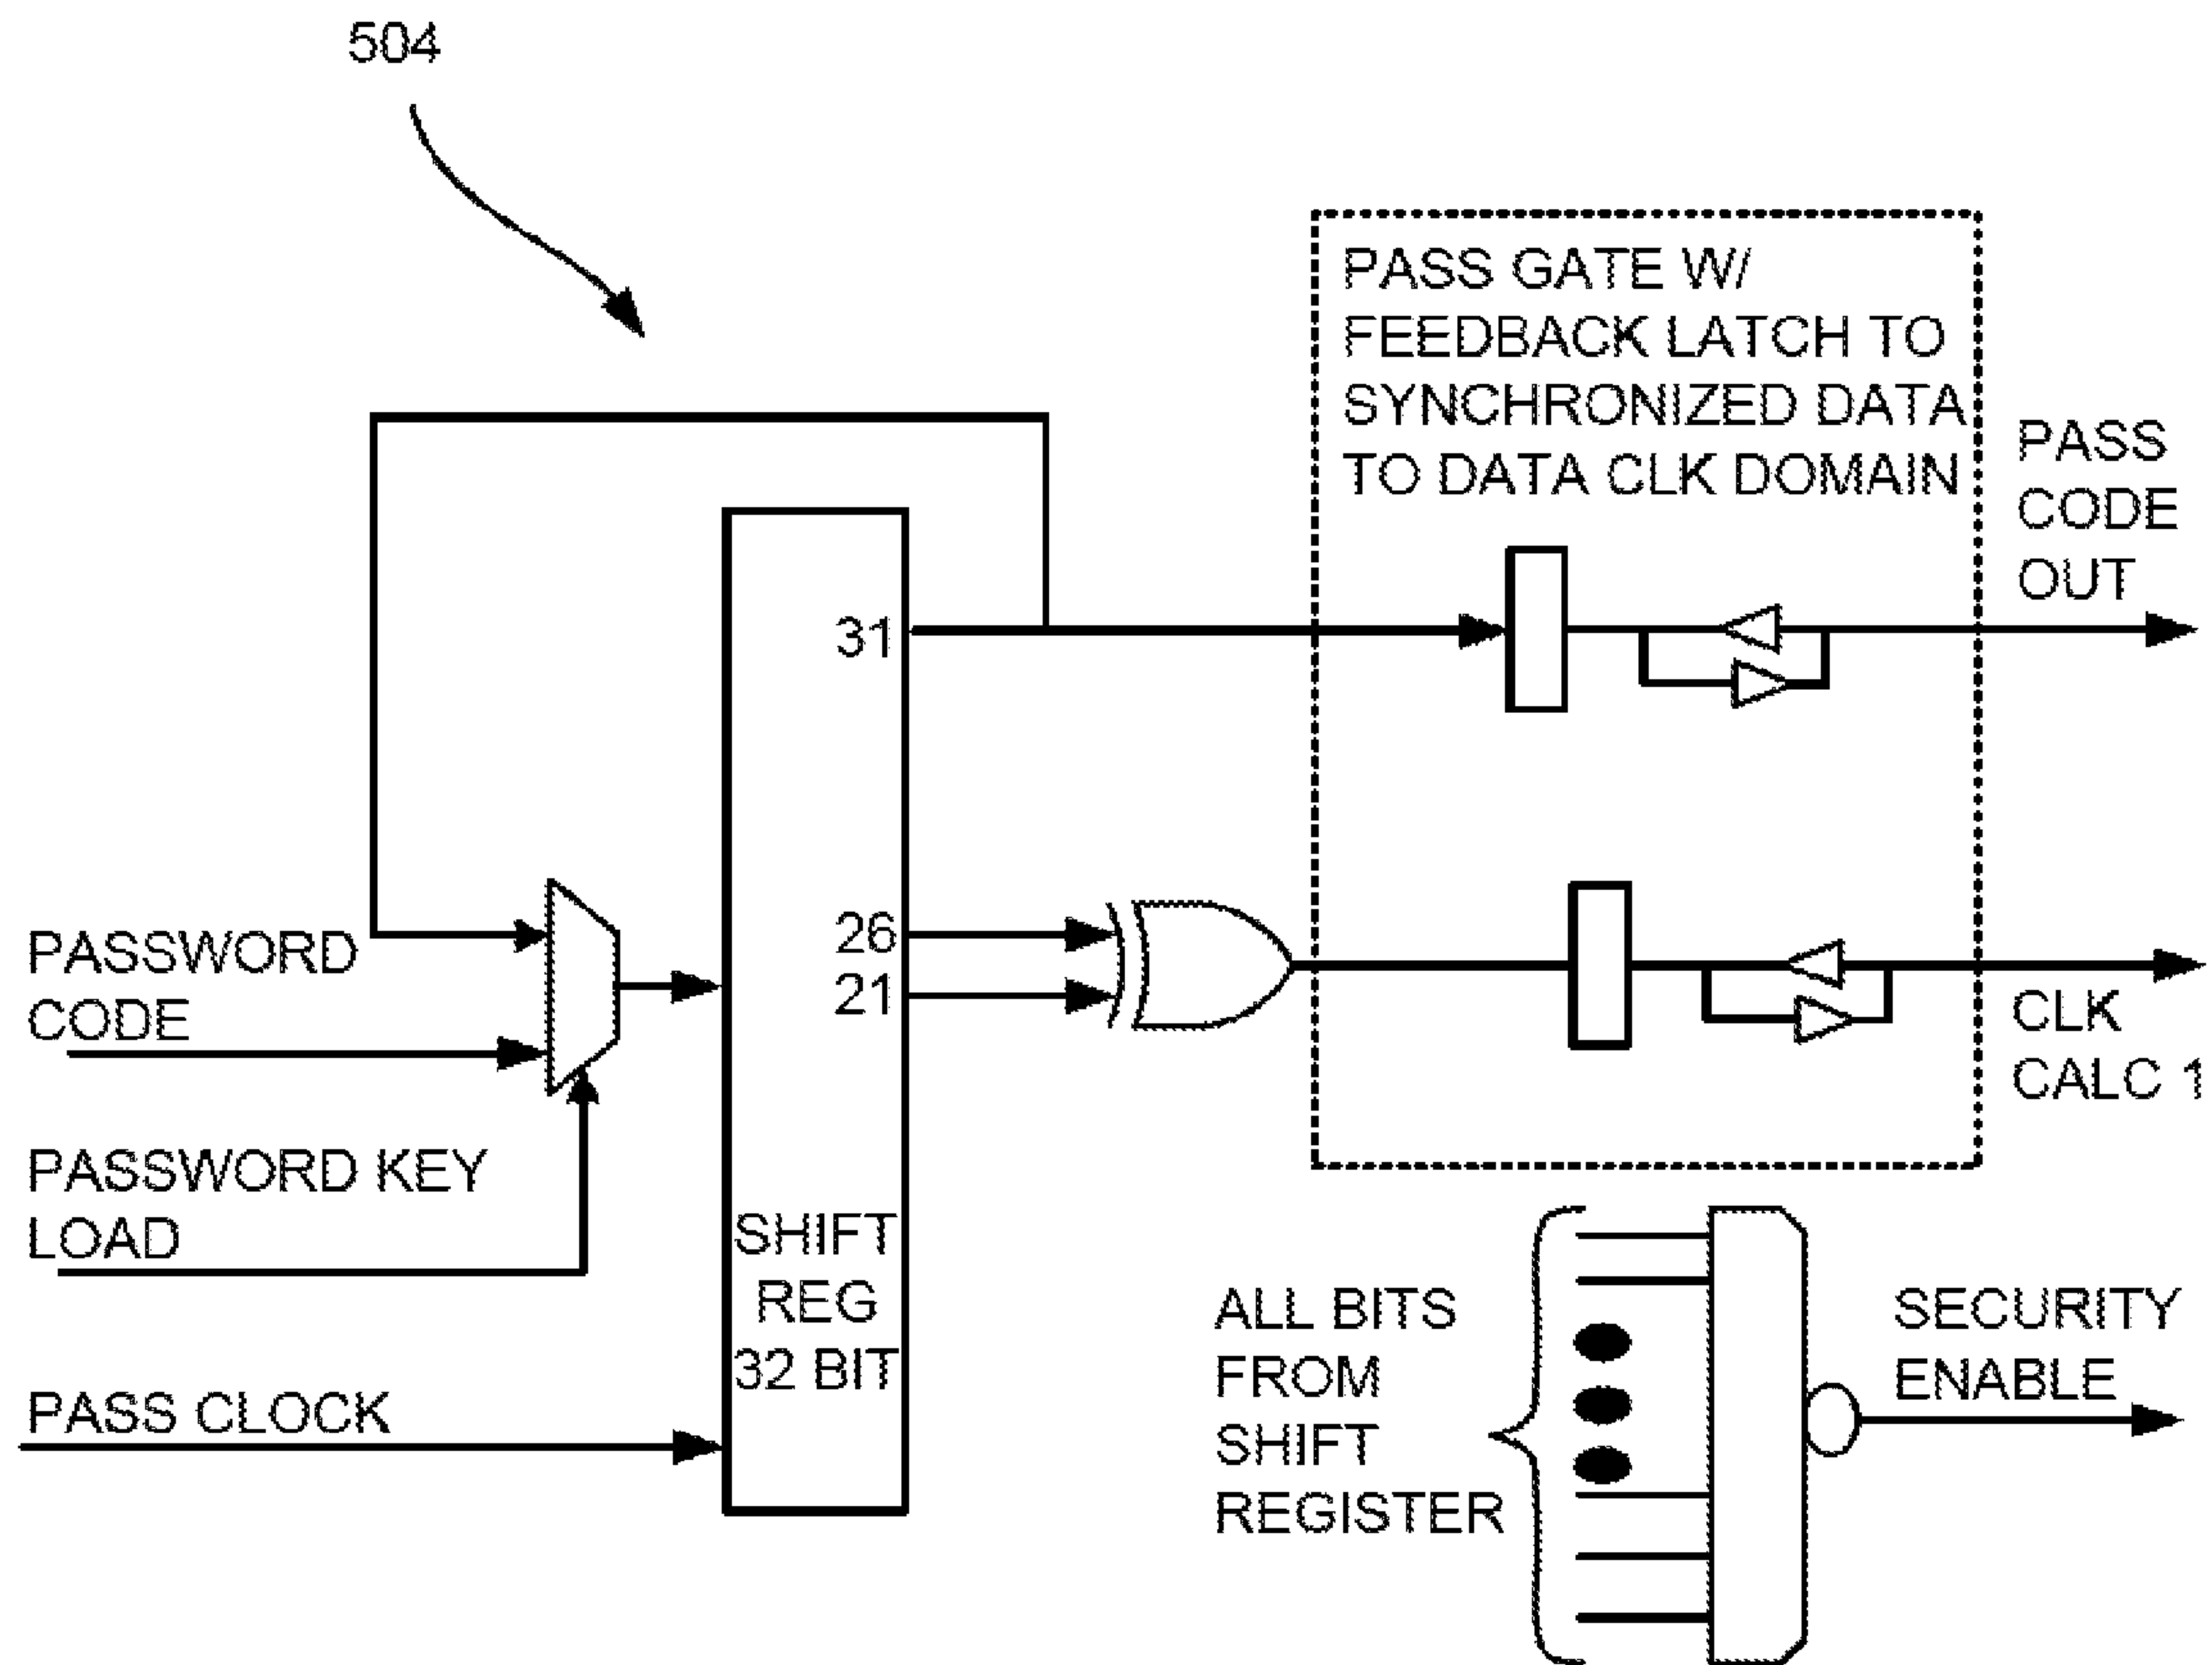 504
PASS GATE W/
FEEDBACK LATCH TO
SYNCHRONIZED DATA
TO DATA CLK DOMAIN
PASS
CODE
OUT
31
26
21
PASSWORD
CODE
CLK
CALC 1
PASSWORD KEY
LOAD
SHIFT
REG
32 BIT
PASS CLOCK
ALL BITS
FROM
SHIFT
REGISTER
SECURITY
ENABLE